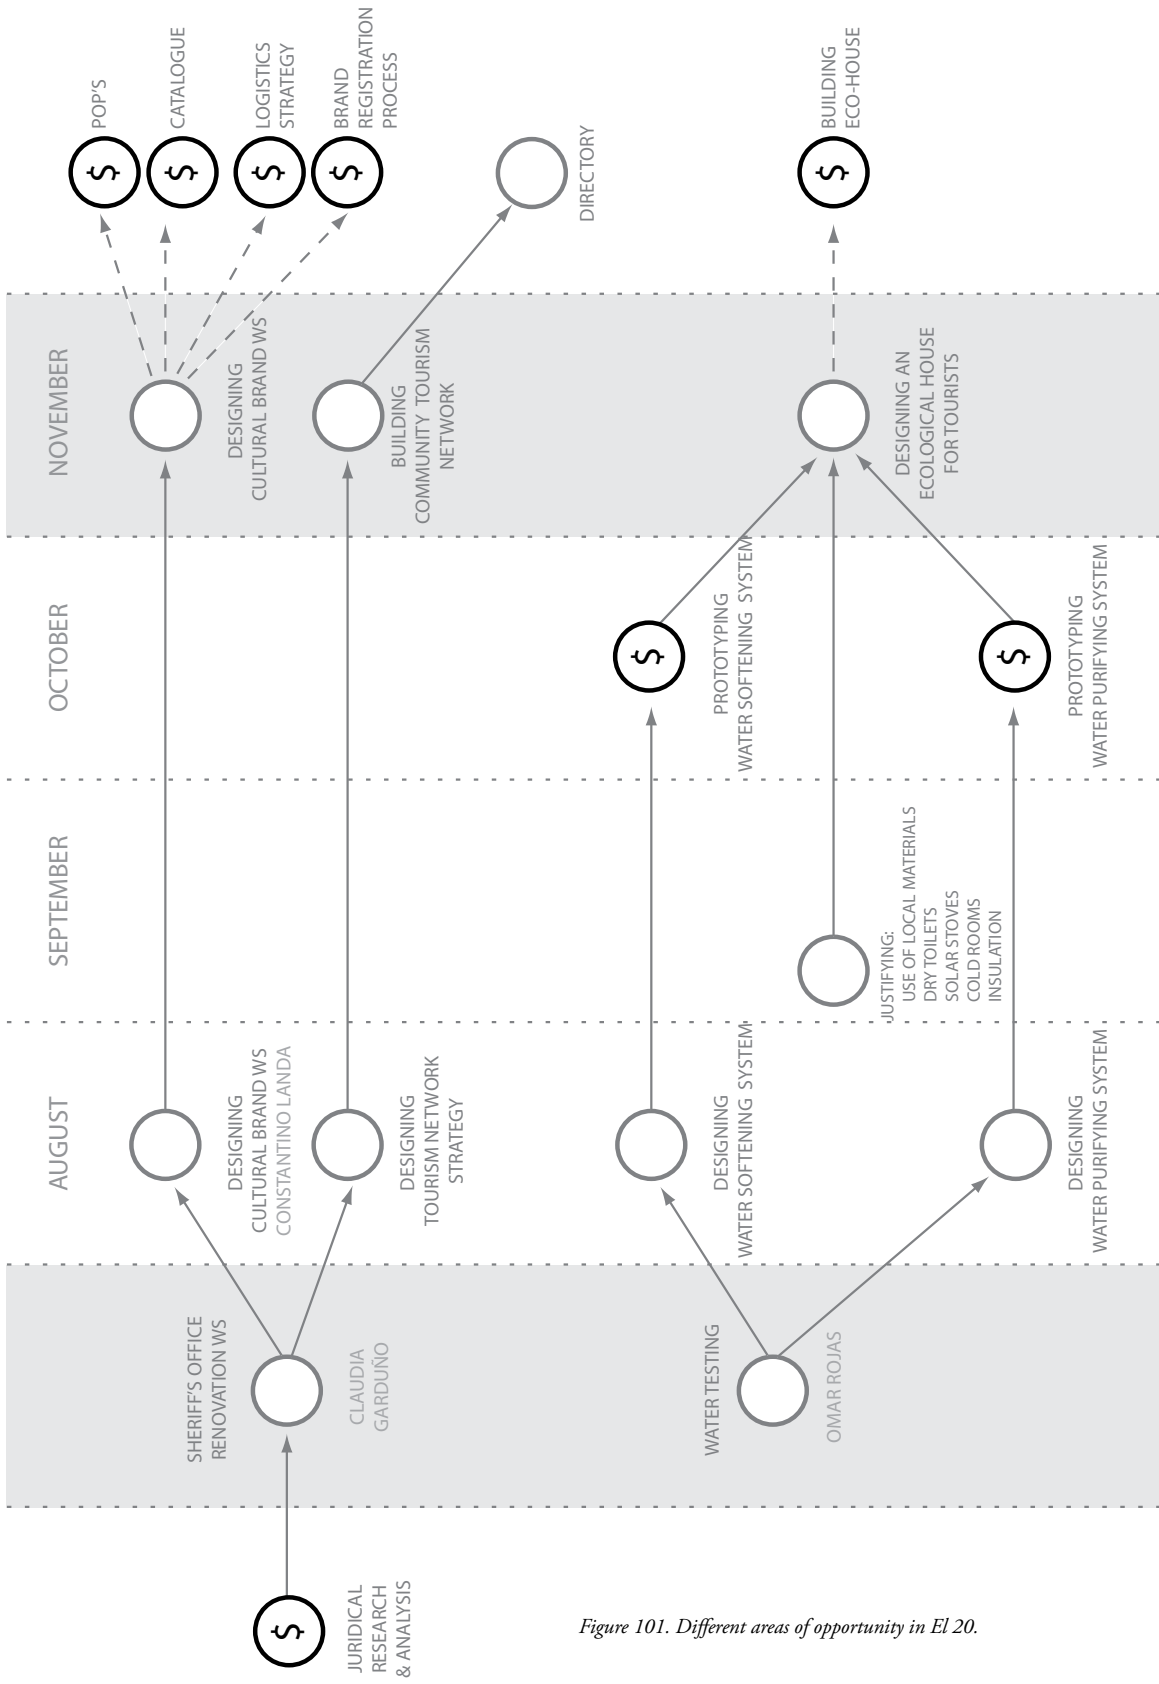 JURIDICAL
RESEARCH
& ANALYSIS
$
SHERIFF'S OFFICE
RENOVATION WS
CLAUDIA
GARDUÑO
WATER TESTING
OMAR ROJAS
AUGUST
DESIGNING
CULTURAL BRAND WS
CONSTANTINO LANDA
DESIGNING
TOURISM NETWORK
STRATEGY
DESIGNING
WATER SOFTENING SYSTEM
DESIGNING
WATER PURIFYING SYSTEM
SEPTEMBER
JUSTIFYING:
USE OF LOCAL MATERIALS
DRY TOILETS
SOLAR STOVES
COLD ROOMS
INSULATION
OCTOBER
$
PROTOTYPING
WATER SOFTENING SYSTEM
$
PROTOTYPING
WATER PURIFYING SYSTEM
NOVEMBER
DESIGNING
CULTURAL BRAND WS
BUILDING
COMMUNITY TOURISM
NETWORK
DESIGNING AN
ECOLOGICAL HOUSE
FOR TOURISTS
$
POP'S
$
CATALOGUE
$
LOGISTICS
STRATEGY
$
BRAND
REGISTRATION
PROCESS
DIRECTORY
$
BUILDING
ECO-HOUSE
Figure 101. Different areas of opportunity in El 20.